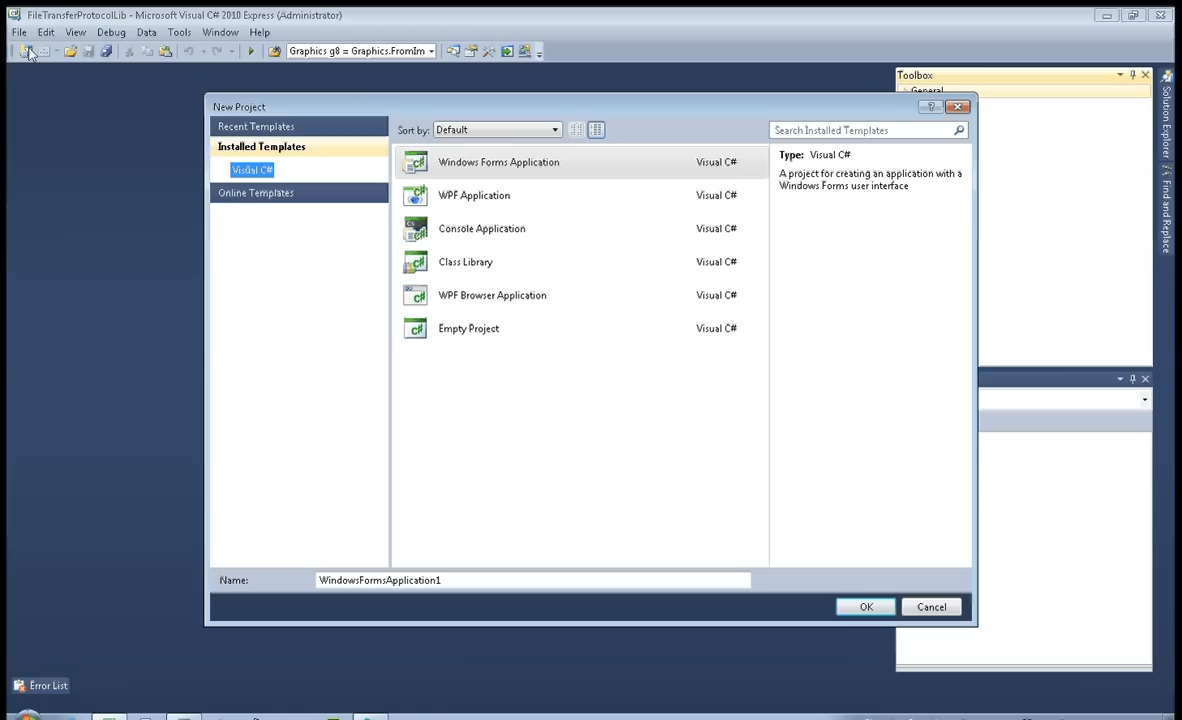 FileTransferProtocolLib - Microsoft Visual C# 2010 Express (Administrator)
File Edit View Debug Data Tools Window Help
Graphics g8 = Graphics.FromIm
Toolbox
General
Solution Explorer
Find and Replace
New Project
Recent Templates
Installed Templates
Visual C#
Online Templates
Sort by: Default
Search Installed Templates
Windows Forms Application Visual C#
WPF Application Visual C#
Console Application Visual C#
Class Library Visual C#
WPF Browser Application Visual C#
Empty Project Visual C#
Type: Visual C#
A project for creating an application with a
Windows Forms user interface
Name: WindowsFormsApplication1
OK Cancel
Error List